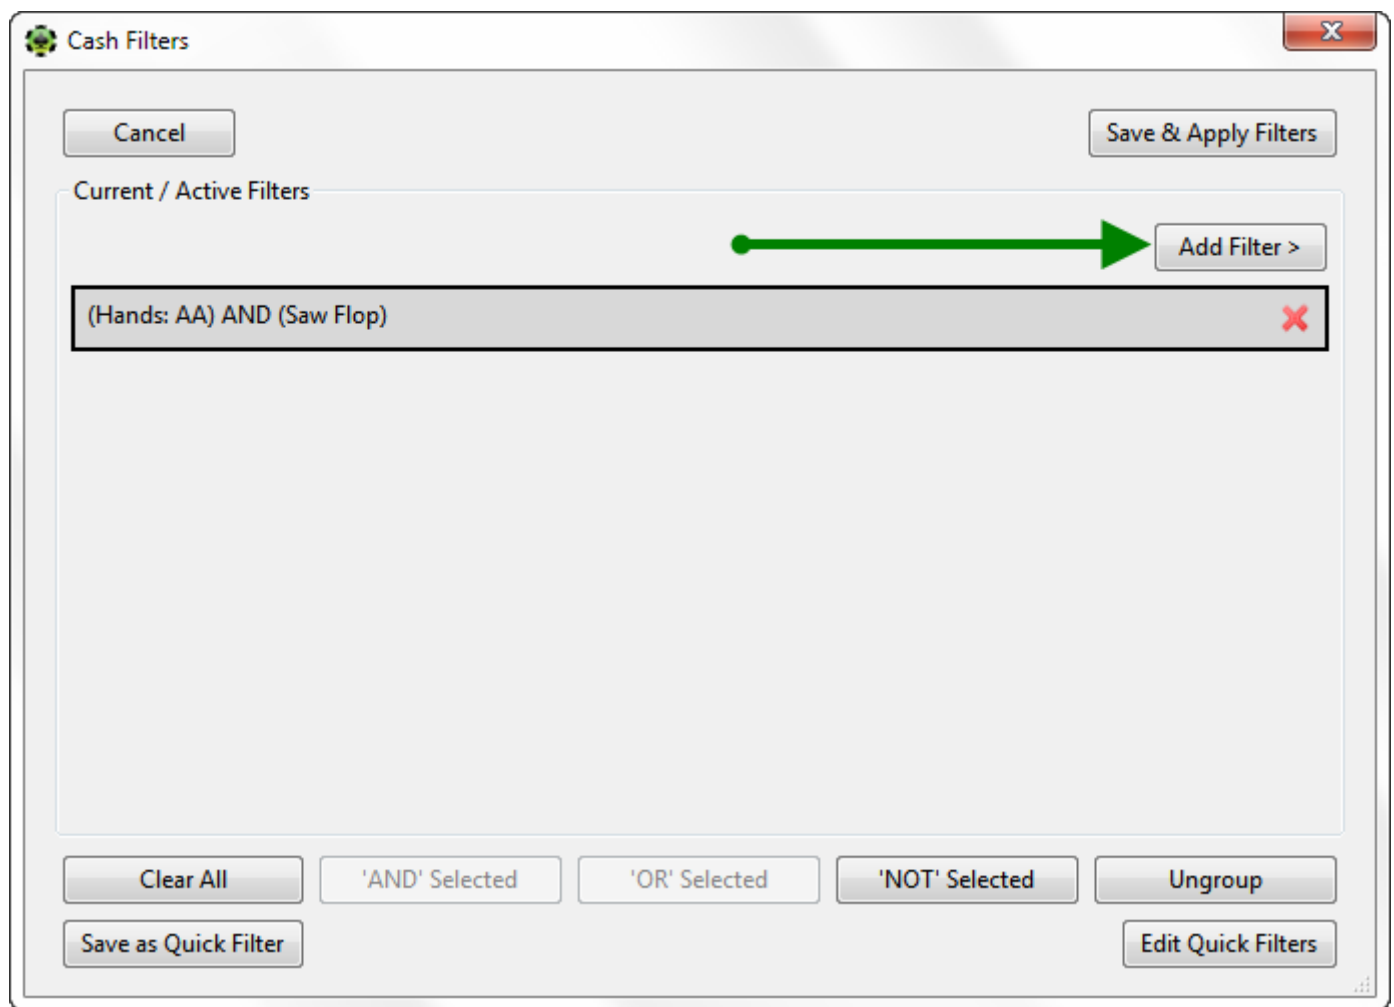 Cash Filters
Cancel
Save & Apply Filters
Current / Active Filters
Add Filter >
(Hands: AA) AND (Saw Flop)
Clear All
'AND' Selected
'OR' Selected
'NOT' Selected
Ungroup
Save as Quick Filter
Edit Quick Filters